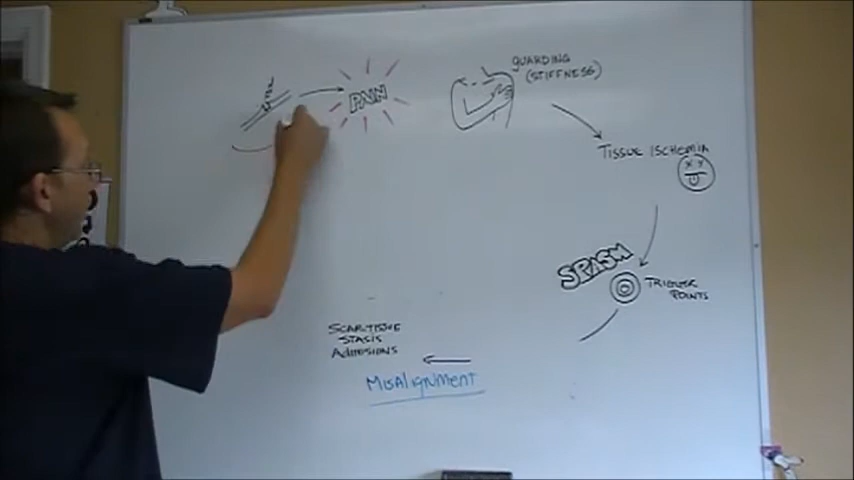 PAIN
GUARDING
(STIFFNESS)
TISSUE ISCHEMIA
SPASM
TRIGGER
POINTS
SCAR TISSUE
STASIS
ADHESIONS
MISALIGNMENT